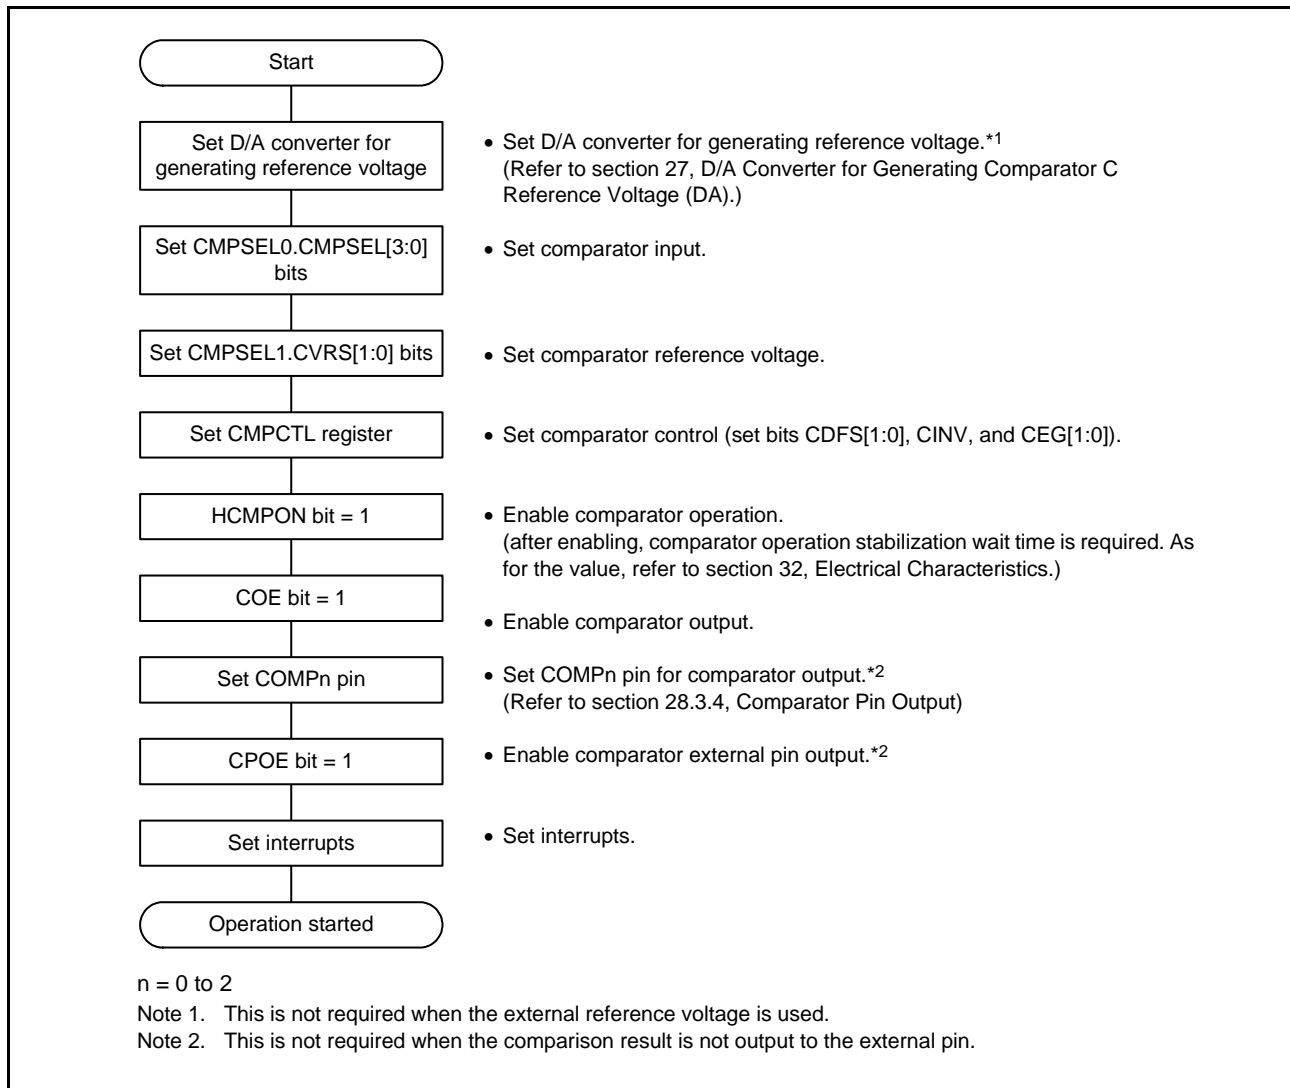 Start
Set D/A converter for
generating reference voltage
• Set D/A converter for generating reference voltage.*1
(Refer to section 27, D/A Converter for Generating Comparator C
Reference Voltage (DA).)
Set CMPSEL0.CMPSEL[3:0]
bits
• Set comparator input.
Set CMPSEL1.CVRS[1:0] bits
• Set comparator reference voltage.
Set CMPCTL register
• Set comparator control (set bits CDFS[1:0], CINV, and CEG[1:0]).
HCMPON bit = 1
• Enable comparator operation.
(after enabling, comparator operation stabilization wait time is required. As
for the value, refer to section 32, Electrical Characteristics.)
COE bit = 1
• Enable comparator output.
Set COMPn pin
• Set COMPn pin for comparator output.*2
(Refer to section 28.3.4, Comparator Pin Output)
CPOE bit = 1
• Enable comparator external pin output.*2
Set interrupts
• Set interrupts.
Operation started
n = 0 to 2
Note 1. This is not required when the external reference voltage is used.
Note 2. This is not required when the comparison result is not output to the external pin.